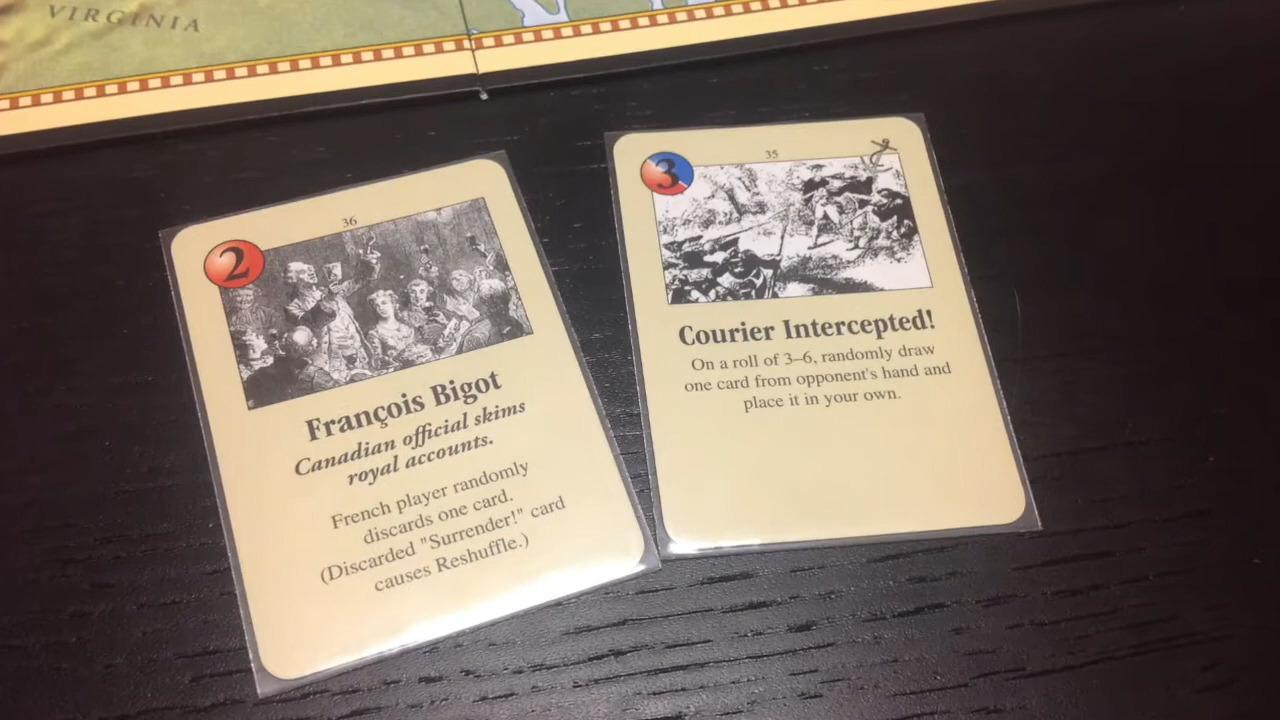 VIRGINIA
36
2
François Bigot
Canadian official skims
royal accounts.
French player randomly
discards one card.
(Discarded "Surrender!" card
causes Reshuffle.)
35
3
Courier Intercepted!
On a roll of 3–6, randomly draw
one card from opponent's hand and
place it in your own.